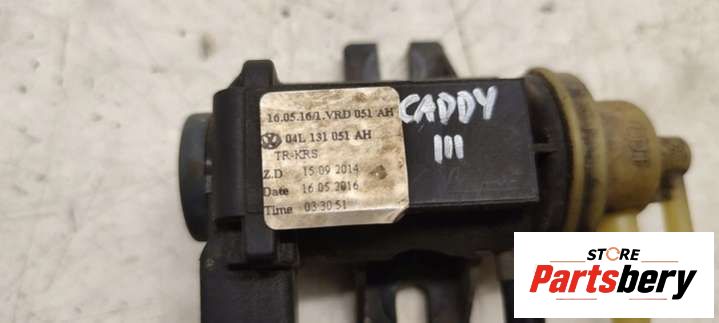 16.05.16/1.VRD 051 AH
04L 131 051 AH
TR-KRS
Z.D 15.09 2014
Date 16.05.2016
Time 03:30:51
CADDY
III
STORE
Partsbery